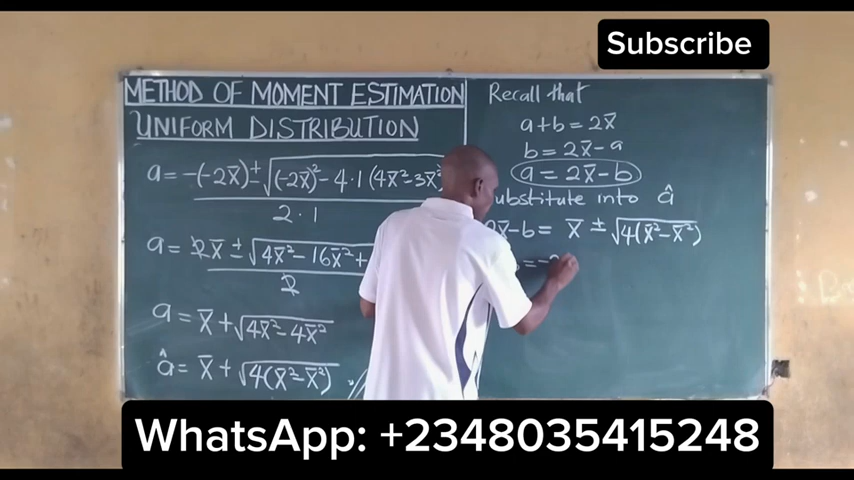 Subscribe
METHOD OF MOMENT ESTIMATION
UNIFORM DISTRIBUTION
a = -(-2x̄) ± √(-2x̄)² - 4·1 (4x̄² - 3x̄²
2·1
a = 2x̄ ± √4x̄² - 16x̄² +
2
a = x̄ + √4x̄² - 4x̄²
â = x̄ + √4(x̄² - x̄²)
Recall that
a + b = 2x̄
b = 2x̄ - a
a = 2x̄ - b
substitute into â
2x̄ - b = x̄ ± √4(x̄² - x̄²)
WhatsApp: +2348035415248